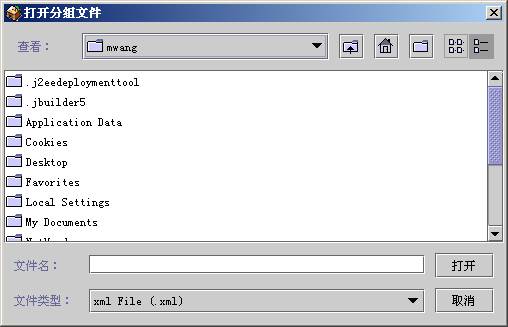 打开分组文件
查看：
mwang
.j2eedeploymenttool
.jbuilder5
Application Data
Cookies
Desktop
Favorites
Local Settings
My Documents
文件名：
打开
文件类型：
xml File (.xml)
取消